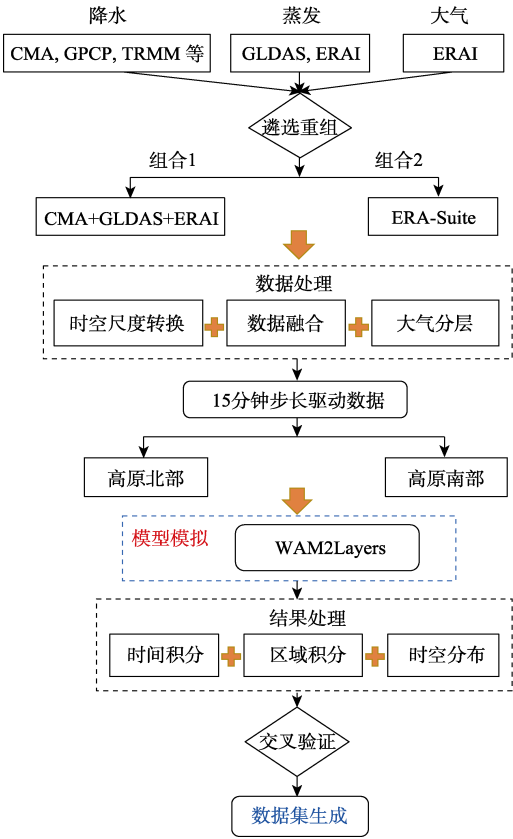 降水
蒸发
大气
CMA, GPCP, TRMM 等
GLDAS, ERAI
ERAI
遴选重组
组合1
组合2
CMA+GLDAS+ERAI
ERA-Suite
数据处理
时空尺度转换
数据融合
大气分层
15分钟步长驱动数据
高原北部
高原南部
模型模拟
WAM2Layers
结果处理
时间积分
区域积分
时空分布
交叉验证
数据集生成